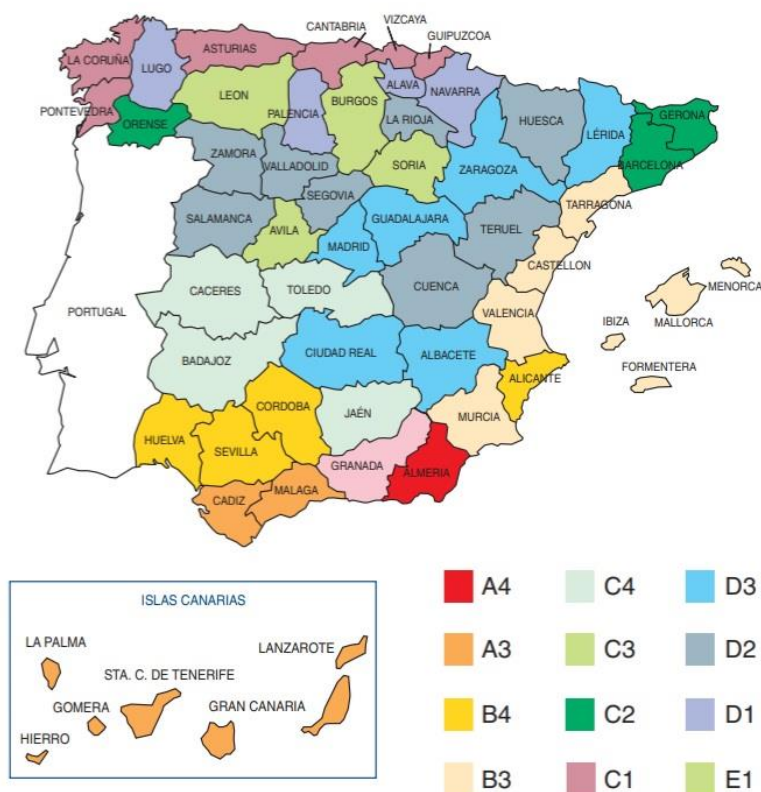 CANTABRIA
VIZCAYA
GUIPUZCOA
LA CORUÑA
ASTURIAS
LUGO
PONTEVEDRA
ORENSE
LEON
PALENCIA
BURGOS
ALAVA
NAVARRA
LA RIOJA
HUESCA
LÉRIDA
GERONA
BARCELONA
ZAMORA
VALLADOLID
SORIA
ZARAGOZA
TARRAGONA
SEGOVIA
SALAMANCA
AVILA
MADRID
GUADALAJARA
TERUEL
CASTELLON
CACERES
TOLEDO
CUENCA
VALENCIA
MENORCA
MALLORCA
IBIZA
FORMENTERA
PORTUGAL
BADAJOZ
CIUDAD REAL
ALBACETE
ALICANTE
CORDOBA
JAÉN
MURCIA
HUELVA
SEVILLA
GRANADA
ALMERIA
CADIZ
MALAGA
ISLAS CANARIAS
LA PALMA
LANZAROTE
STA. C. DE TENERIFE
GOMERA
GRAN CANARIA
HIERRO
A4
C4
D3
A3
C3
D2
B4
C2
D1
B3
C1
E1